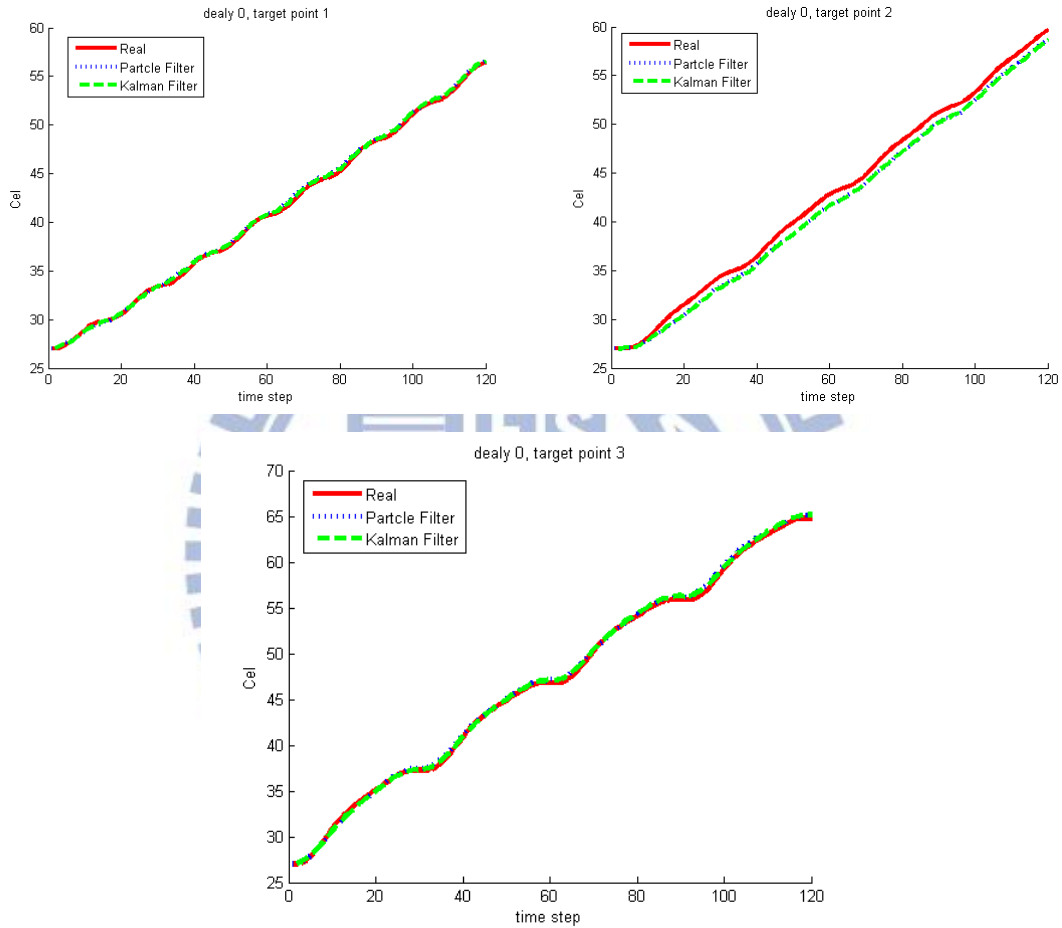 dealy 0, target point 1
60
55
50
45
40
35
30
25
Cel
Real
Partcle Filter
Kalman Filter
0 20 40 60 80 100 120
time step
dealy 0, target point 2
60
55
50
45
40
35
30
25
Cel
Real
Partcle Filter
Kalman Filter
0 20 40 60 80 100 120
time step
dealy 0, target point 3
70
65
60
55
50
45
40
35
30
25
Cel
Real
Partcle Filter
Kalman Filter
0 20 40 60 80 100 120
time step